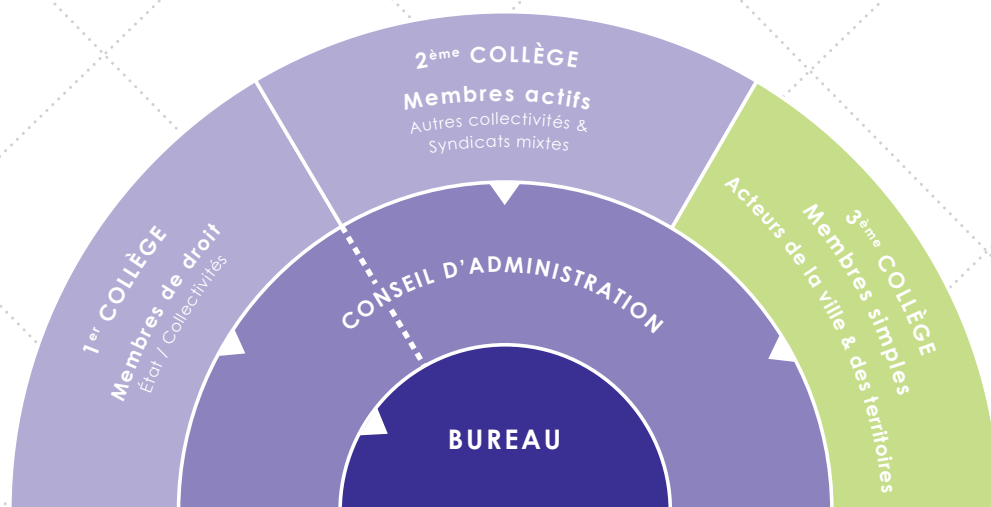 1er COLLÈGE
Membres de droit
État / Collectivités
2ème COLLÈGE
Membres actifs
Autres collectivités &
Syndicats mixtes
3ème COLLÈGE
Membres simples
Acteurs de la ville & des territoires
CONSEIL D’ADMINISTRATION
BUREAU